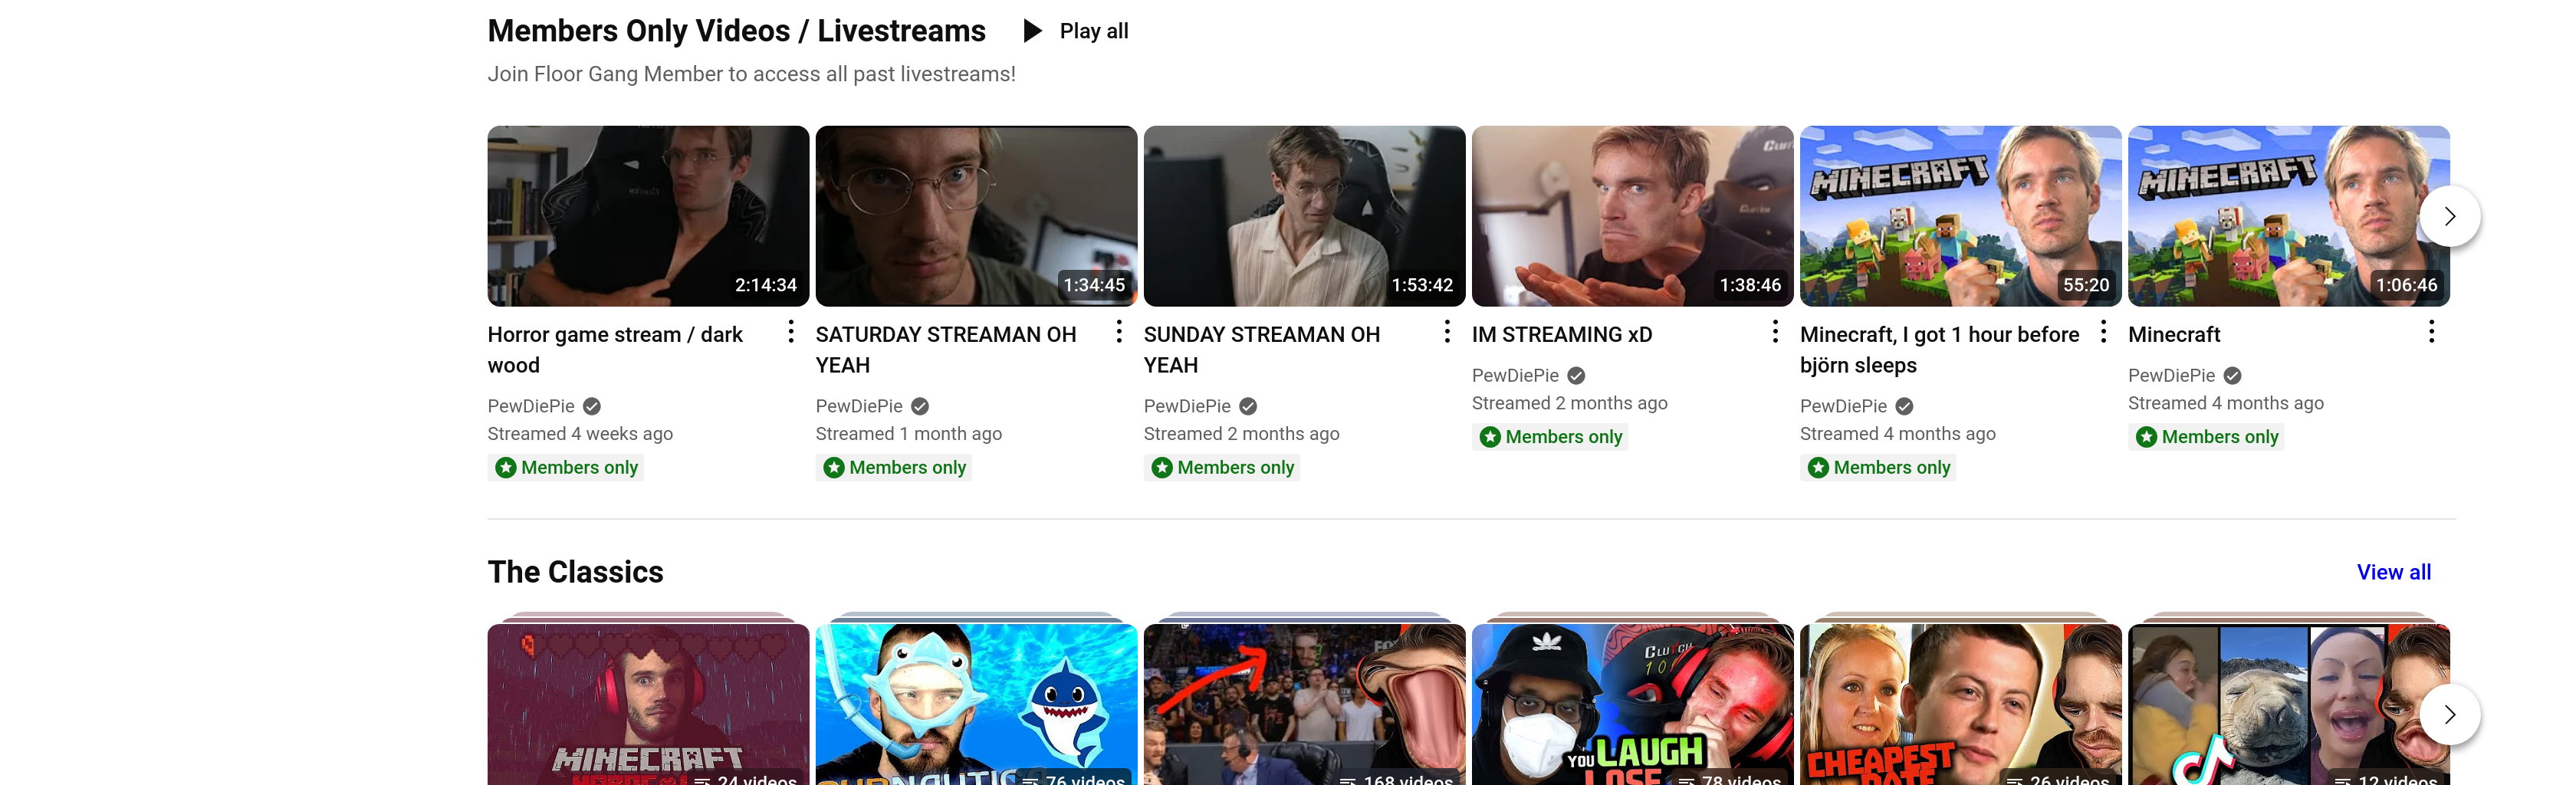 Members Only Videos / Livestreams
Play all
Join Floor Gang Member to access all past livestreams!
MINECRAFT
MINECRAFT
2:14:34
1:34:45
1:53:42
1:38:46
55:20
1:06:46
Horror game stream / dark
wood
PewDiePie
Streamed 4 weeks ago
Members only
SATURDAY STREAMAN OH
YEAH
PewDiePie
Streamed 1 month ago
Members only
SUNDAY STREAMAN OH
YEAH
PewDiePie
Streamed 2 months ago
Members only
IM STREAMING xD
PewDiePie
Streamed 2 months ago
Members only
Minecraft, I got 1 hour before
björn sleeps
PewDiePie
Streamed 4 months ago
Members only
Minecraft
PewDiePie
Streamed 4 months ago
Members only
The Classics
View all
MINECRAFT
24 videos
76 videos
168 videos
CLUTCH
YOU LAUGH
LOSE
78 videos
CHEAPEST
DATE
26 videos
12 videos